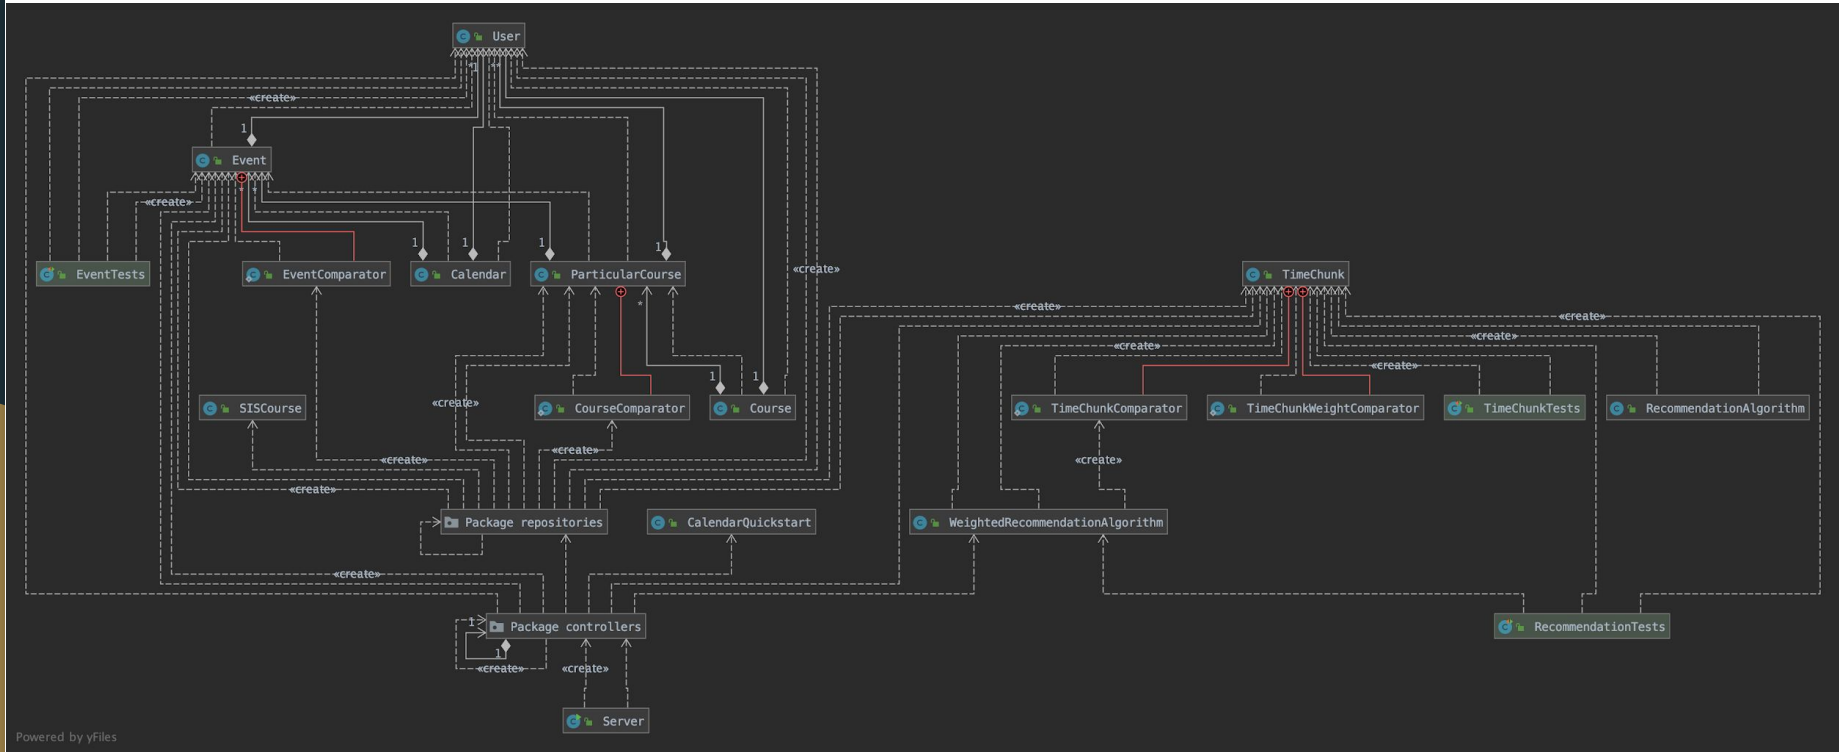 User
1
**
«create»
1
Event
*
*
«create»
1
1
1
1
«create»
EventTests
EventComparator
Calendar
ParticularCourse
TimeChunk
*
«create»
«create»
«create»
«create»
«create»
1
1
«create»
SISCourse
CourseComparator
Course
TimeChunkComparator
TimeChunkWeightComparator
TimeChunkTests
RecommendationAlgorithm
«create»
«create»
«create»
«create»
Package repositories
CalendarQuickstart
WeightedRecommendationAlgorithm
«create»
1
Package controllers
RecommendationTests
1
«create»
«create»
Server
Powered by yFiles